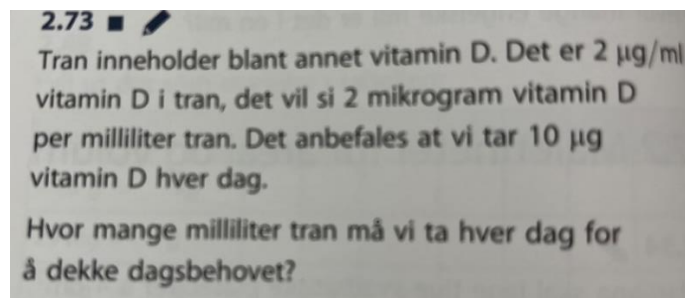 2.73
Tran inneholder blant annet vitamin D. Det er 2 µg/ml
vitamin D i tran, det vil si 2 mikrogram vitamin D
per milliliter tran. Det anbefales at vi tar 10 µg
vitamin D hver dag.
Hvor mange milliliter tran må vi ta hver dag for
å dekke dagsbehovet?